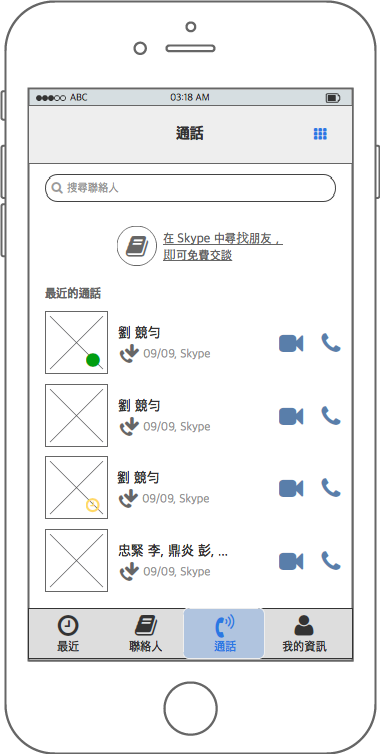 ABC 03:18 AM
通話
搜尋聯絡人
在 Skype 中尋找朋友，
即可免費交談
最近的通話
劉 競勻
09/09, Skype
劉 競勻
09/09, Skype
劉 競勻
09/09, Skype
忠緊 李, 鼎炎 彭, ...
09/09, Skype
最近 聯絡人 通話 我的資訊